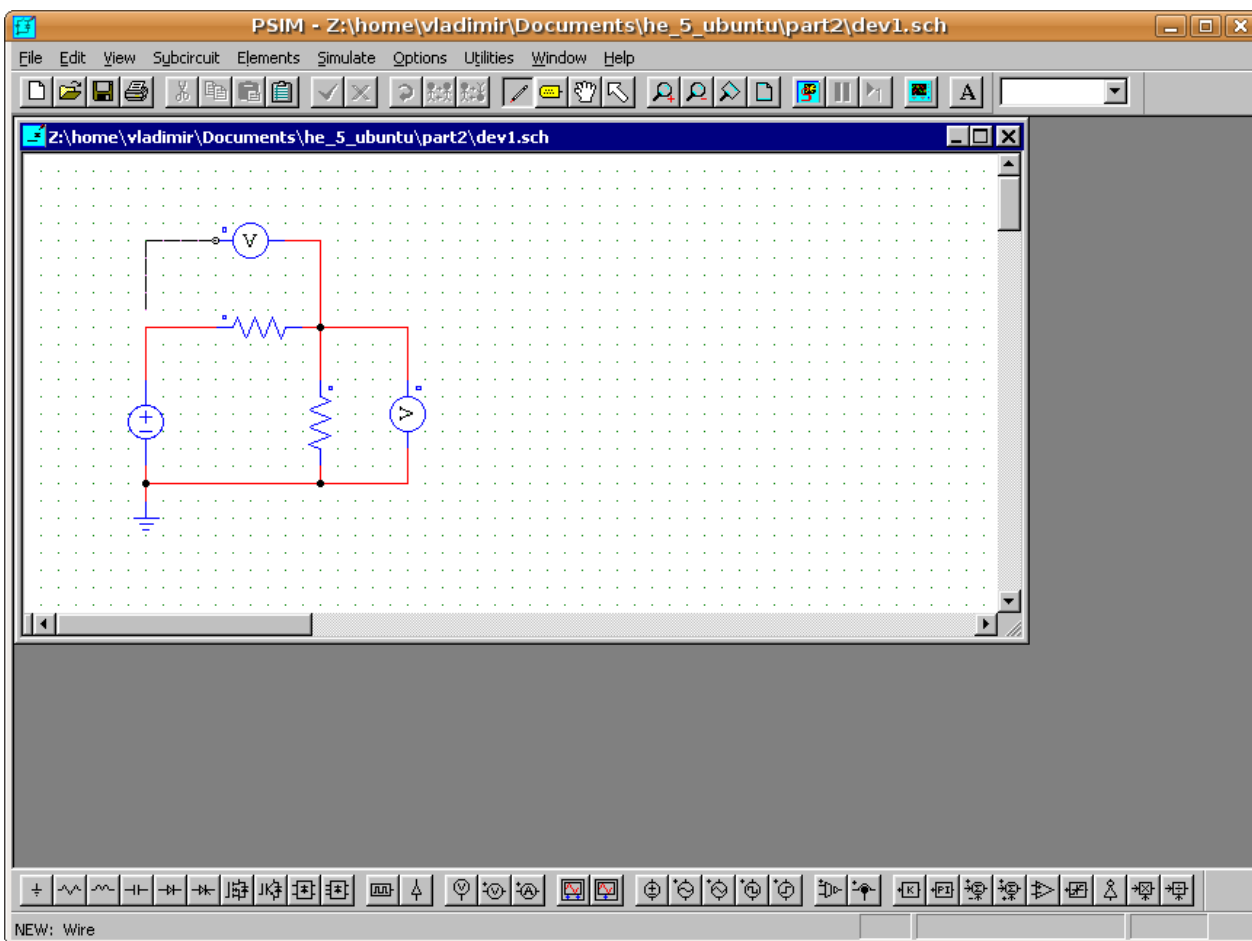 PSIM - Z:\home\vladimir\Documents\he_5_ubuntu\part2\dev1.sch
File Edit View Subcircuit Elements Simulate Options Utilities Window Help
A
Z:\home\vladimir\Documents\he_5_ubuntu\part2\dev1.sch
V
V
V V A K PI
NEW: Wire